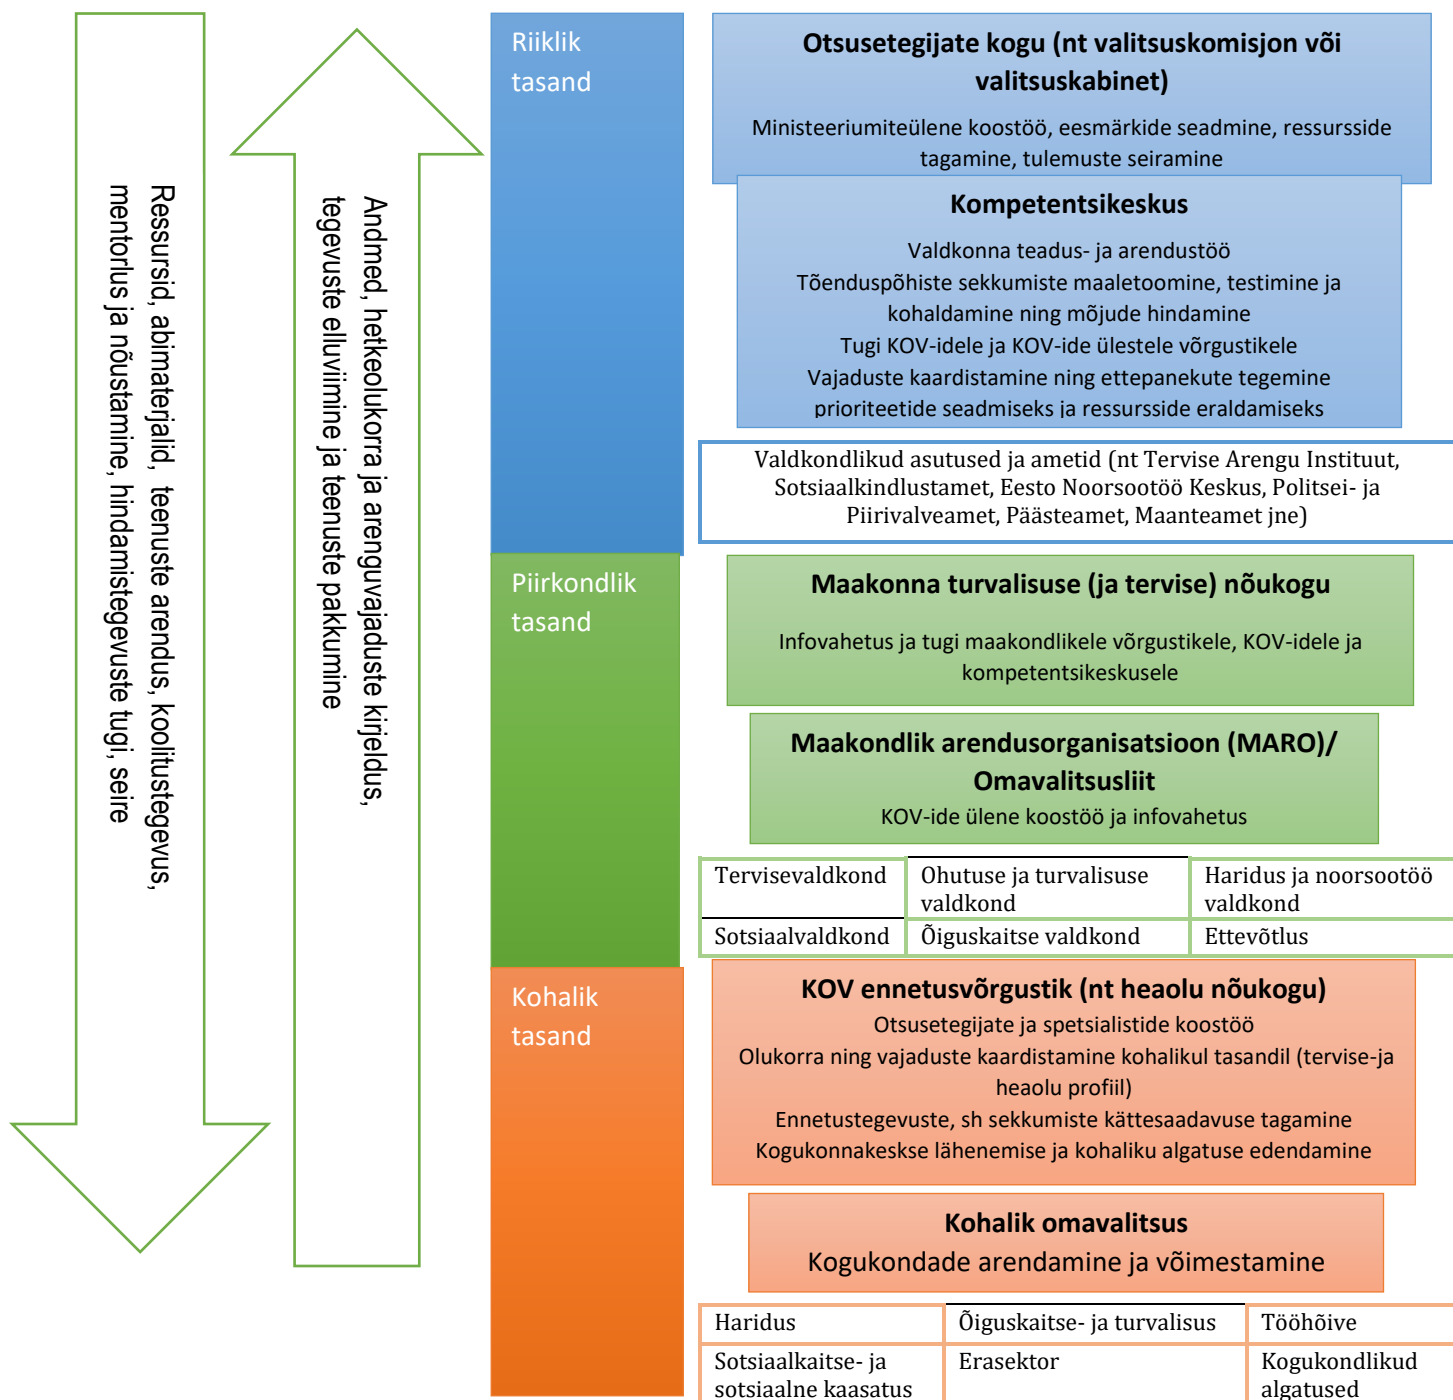 Ressursid, abimaterjalid, teenuste arendus, koolitustegevus,
mentorlus ja nõustamine, hindamistegevuste tugi, seire
Andmed, hetkeolukorra ja arenguvajaduste kirjeldus,
tegevuste elluviimine ja teenuste pakkumine
Riiklik
tasand
Otsusetegijate kogu (nt valitsuskomisjon või
valitsuskabinet)
Ministeeriumiteülene koostöö, eesmärkide seadmine, ressursside
tagamine, tulemuste seiramine
Kompetentsikeskus
Valdkonna teadus- ja arendustöö
Tõenduspõhiste sekkumiste maaletoomine, testimine ja
kohaldamine ning mõjude hindamine
Tugi KOV-idele ja KOV-ide ülestele võrgustikele
Vajaduste kaardistamine ning ettepanekute tegemine
prioriteetide seadmiseks ja ressursside eraldamiseks
Valdkondlikud asutused ja ametid (nt Tervise Arengu Instituut,
Sotsiaalkindlustamet, Eesto Noorsootöö Keskus, Politsei- ja
Piirivalveamet, Päästeamet, Maanteamet jne)
Piirkondlik
tasand
Maakonna turvalisuse (ja tervise) nõukogu
Infovahetus ja tugi maakondlikele võrgustikele, KOV-idele ja
kompetentsikeskusele
Maakondlik arendusorganisatsioon (MARO)/
Omavalitsusliit
KOV-ide ülene koostöö ja infovahetus
Tervisevaldkond
Ohutuse ja turvalisuse
valdkond
Haridus ja noorsootöö
valdkond
Sotsiaalvaldkond
Õiguskaitse valdkond
Ettevõtlus
Kohalik
tasand
KOV ennetusvõrgustik (nt heaolu nõukogu)
Otsusetegijate ja spetsialistide koostöö
Olukorra ning vajaduste kaardistamine kohalikul tasandil (tervise-ja
heaolu profiil)
Ennetustegevuste, sh sekkumiste kättesaadavuse tagamine
Kogukonnakeskse lähenemise ja kohaliku algatuse edendamine
Kohalik omavalitsus
Kogukondade arendamine ja võimestamine
Haridus
Õiguskaitse- ja turvalisus
Tööhõive
Sotsiaalkaitse- ja
sotsiaalne kaasatus
Erasektor
Kogukondlikud
algatused